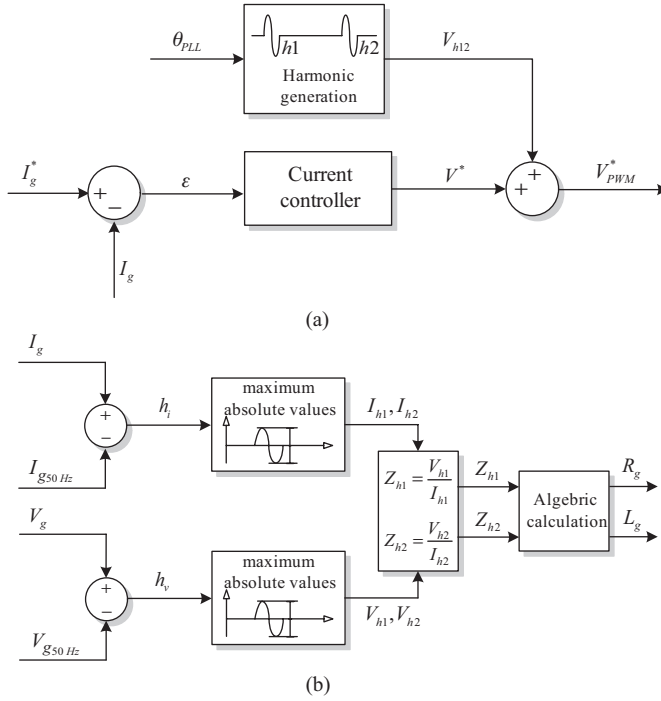 θ_PLL
h1 h2
Harmonic
generation
V_h12
I_g^*
+
−
ε
Current
controller
V^*
+
+
V_PWM^*
I_g
(a)
I_g
+
−
h_i
maximum
absolute values
I_h1, I_h2
I_g50 Hz
Z_h1 = V_h1/I_h1
Z_h2 = V_h2/I_h2
Z_h1
Z_h2
Algebric
calculation
R_g
L_g
V_g
+
−
h_v
maximum
absolute values
V_h1, V_h2
V_g50 Hz
(b)